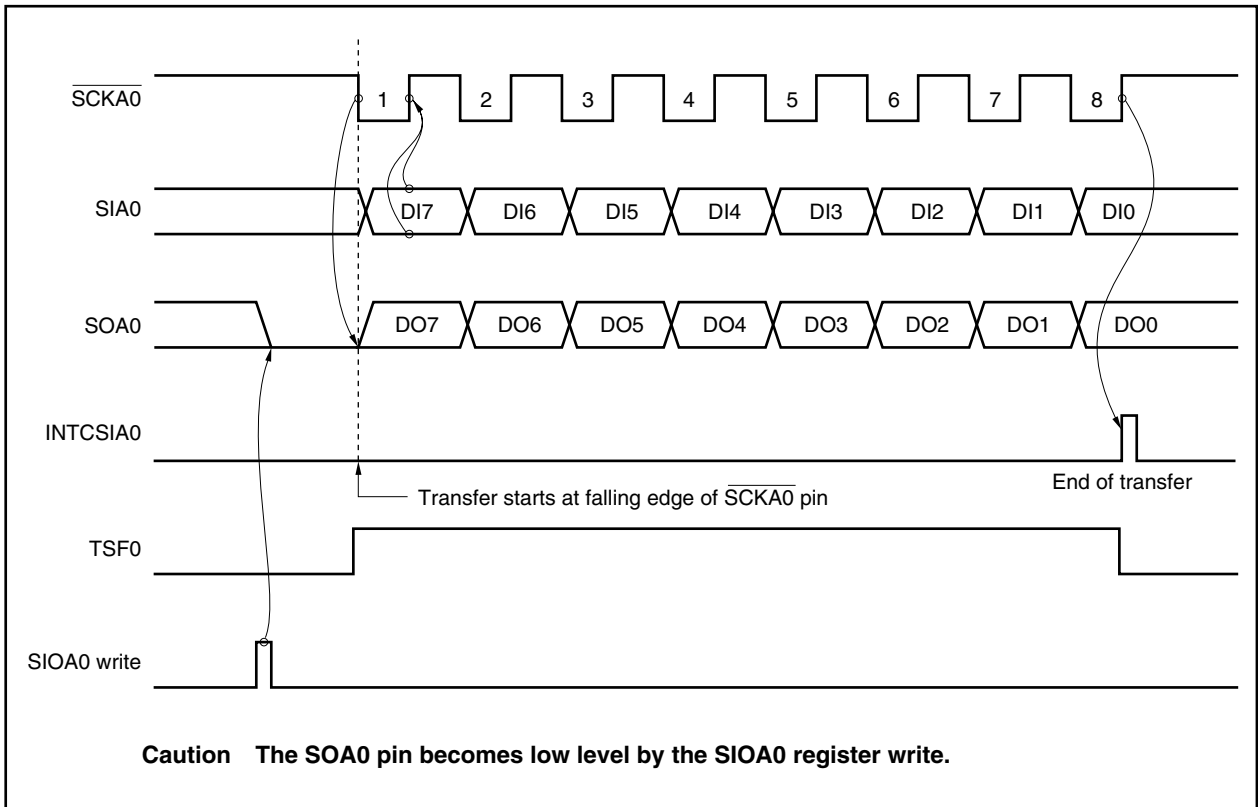 SCKA0
1 2 3 4 5 6 7 8
SIA0
DI7 DI6 DI5 DI4 DI3 DI2 DI1 DI0
SOA0
DO7 DO6 DO5 DO4 DO3 DO2 DO1 DO0
INTCSIA0
End of transfer
Transfer starts at falling edge of SCKA0 pin
TSF0
SIOA0 write
Caution The SOA0 pin becomes low level by the SIOA0 register write.